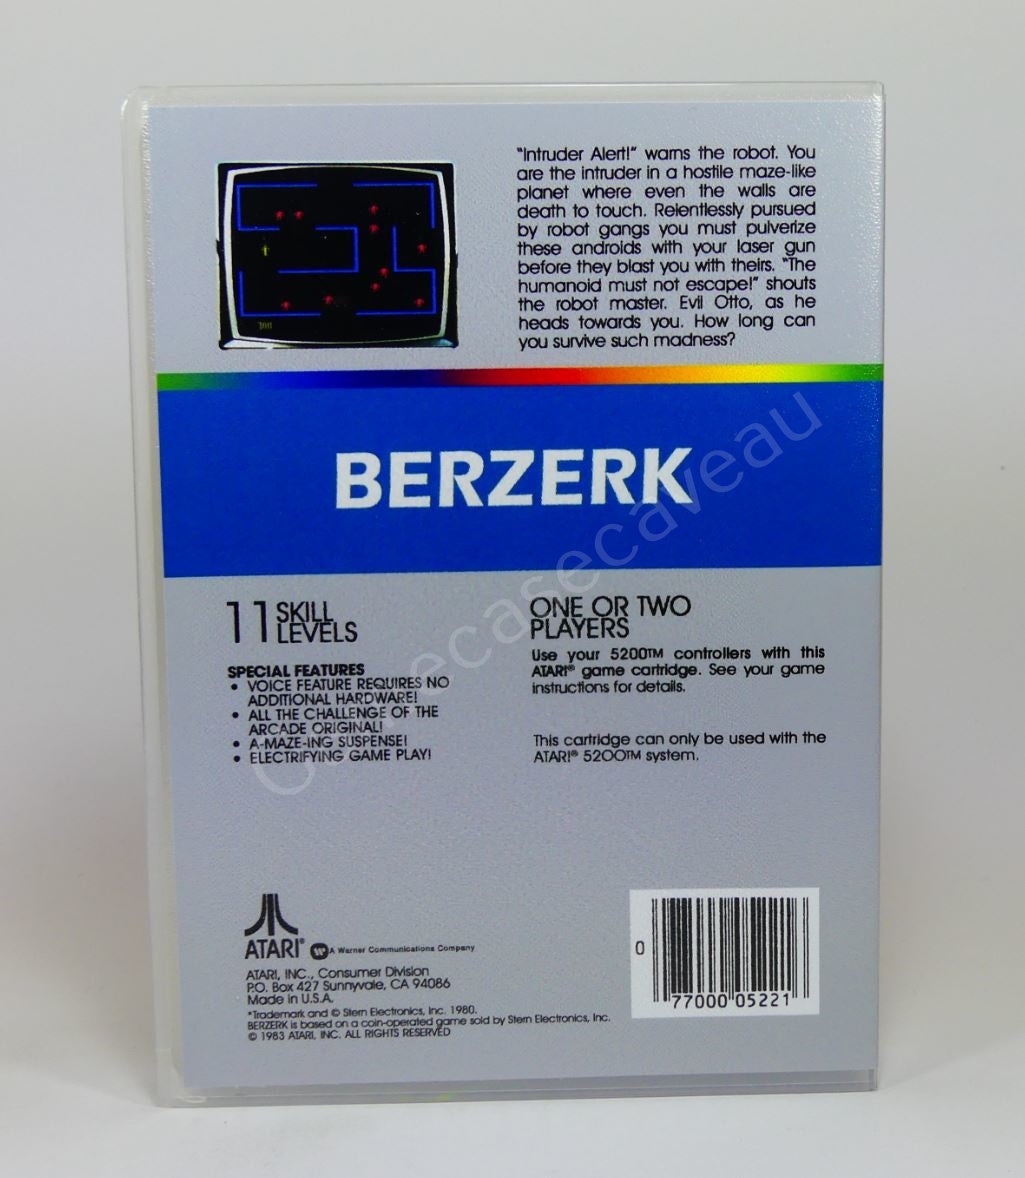 "Intruder Alert!" warns the robot. You
are the intruder in a hostile maze-like
planet where even the walls are
death to touch. Relentlessly pursued
by robot gangs you must pulverize
these androids with your laser gun
before they blast you with theirs. "The
humanoid must not escape!" shouts
the robot master. Evil Otto, as he
heads towards you. How long can
you survive such madness?
BERZERK
11 SKILL
LEVELS
SPECIAL FEATURES
• VOICE FEATURE REQUIRES NO
ADDITIONAL HARDWARE!
• ALL THE CHALLENGE OF THE
ARCADE ORIGINAL!
• A-MAZE-ING SUSPENSE!
• ELECTRIFYING GAME PLAY!
ONE OR TWO
PLAYERS
Use your 5200™ controllers with this
ATARI® game cartridge. See your game
instructions for details.
This cartridge can only be used with the
ATARI® 5200™ system.
ATARI®
A Warner Communications Company
ATARI, INC., Consumer Division
P.O. Box 427 Sunnyvale, CA 94086
Made in U.S.A.
*Trademark and © Stern Electronics, Inc. 1980.
BERZERK is based on a coin-operated game sold by Stern Electronics, Inc.
© 1983 ATARI, INC. ALL RIGHTS RESERVED
0 77000 05221